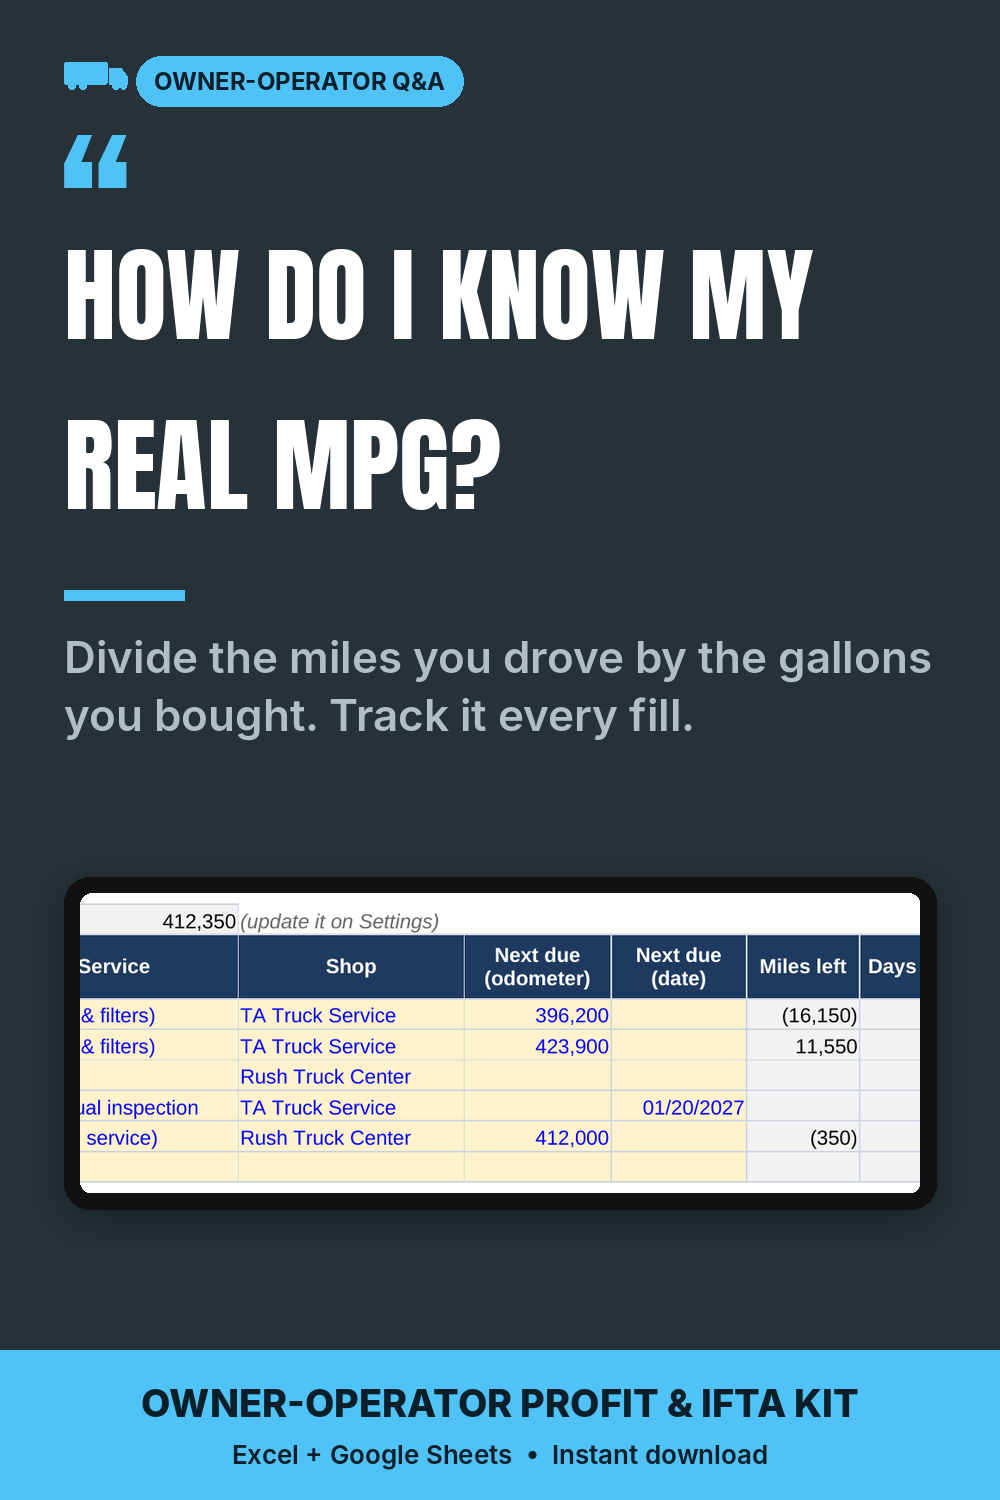 OWNER-OPERATOR Q&A
“
HOW DO I KNOW MY
REAL MPG?
Divide the miles you drove by the gallons
you bought. Track it every fill.
412,350 (update it on Settings)
Service Shop Next due (odometer) Next due (date) Miles left Days
& filters) TA Truck Service 396,200 (16,150)
& filters) TA Truck Service 423,900 11,550
Rush Truck Center
ual inspection TA Truck Service 01/20/2027
service) Rush Truck Center 412,000 (350)
OWNER-OPERATOR PROFIT & IFTA KIT
Excel + Google Sheets • Instant download